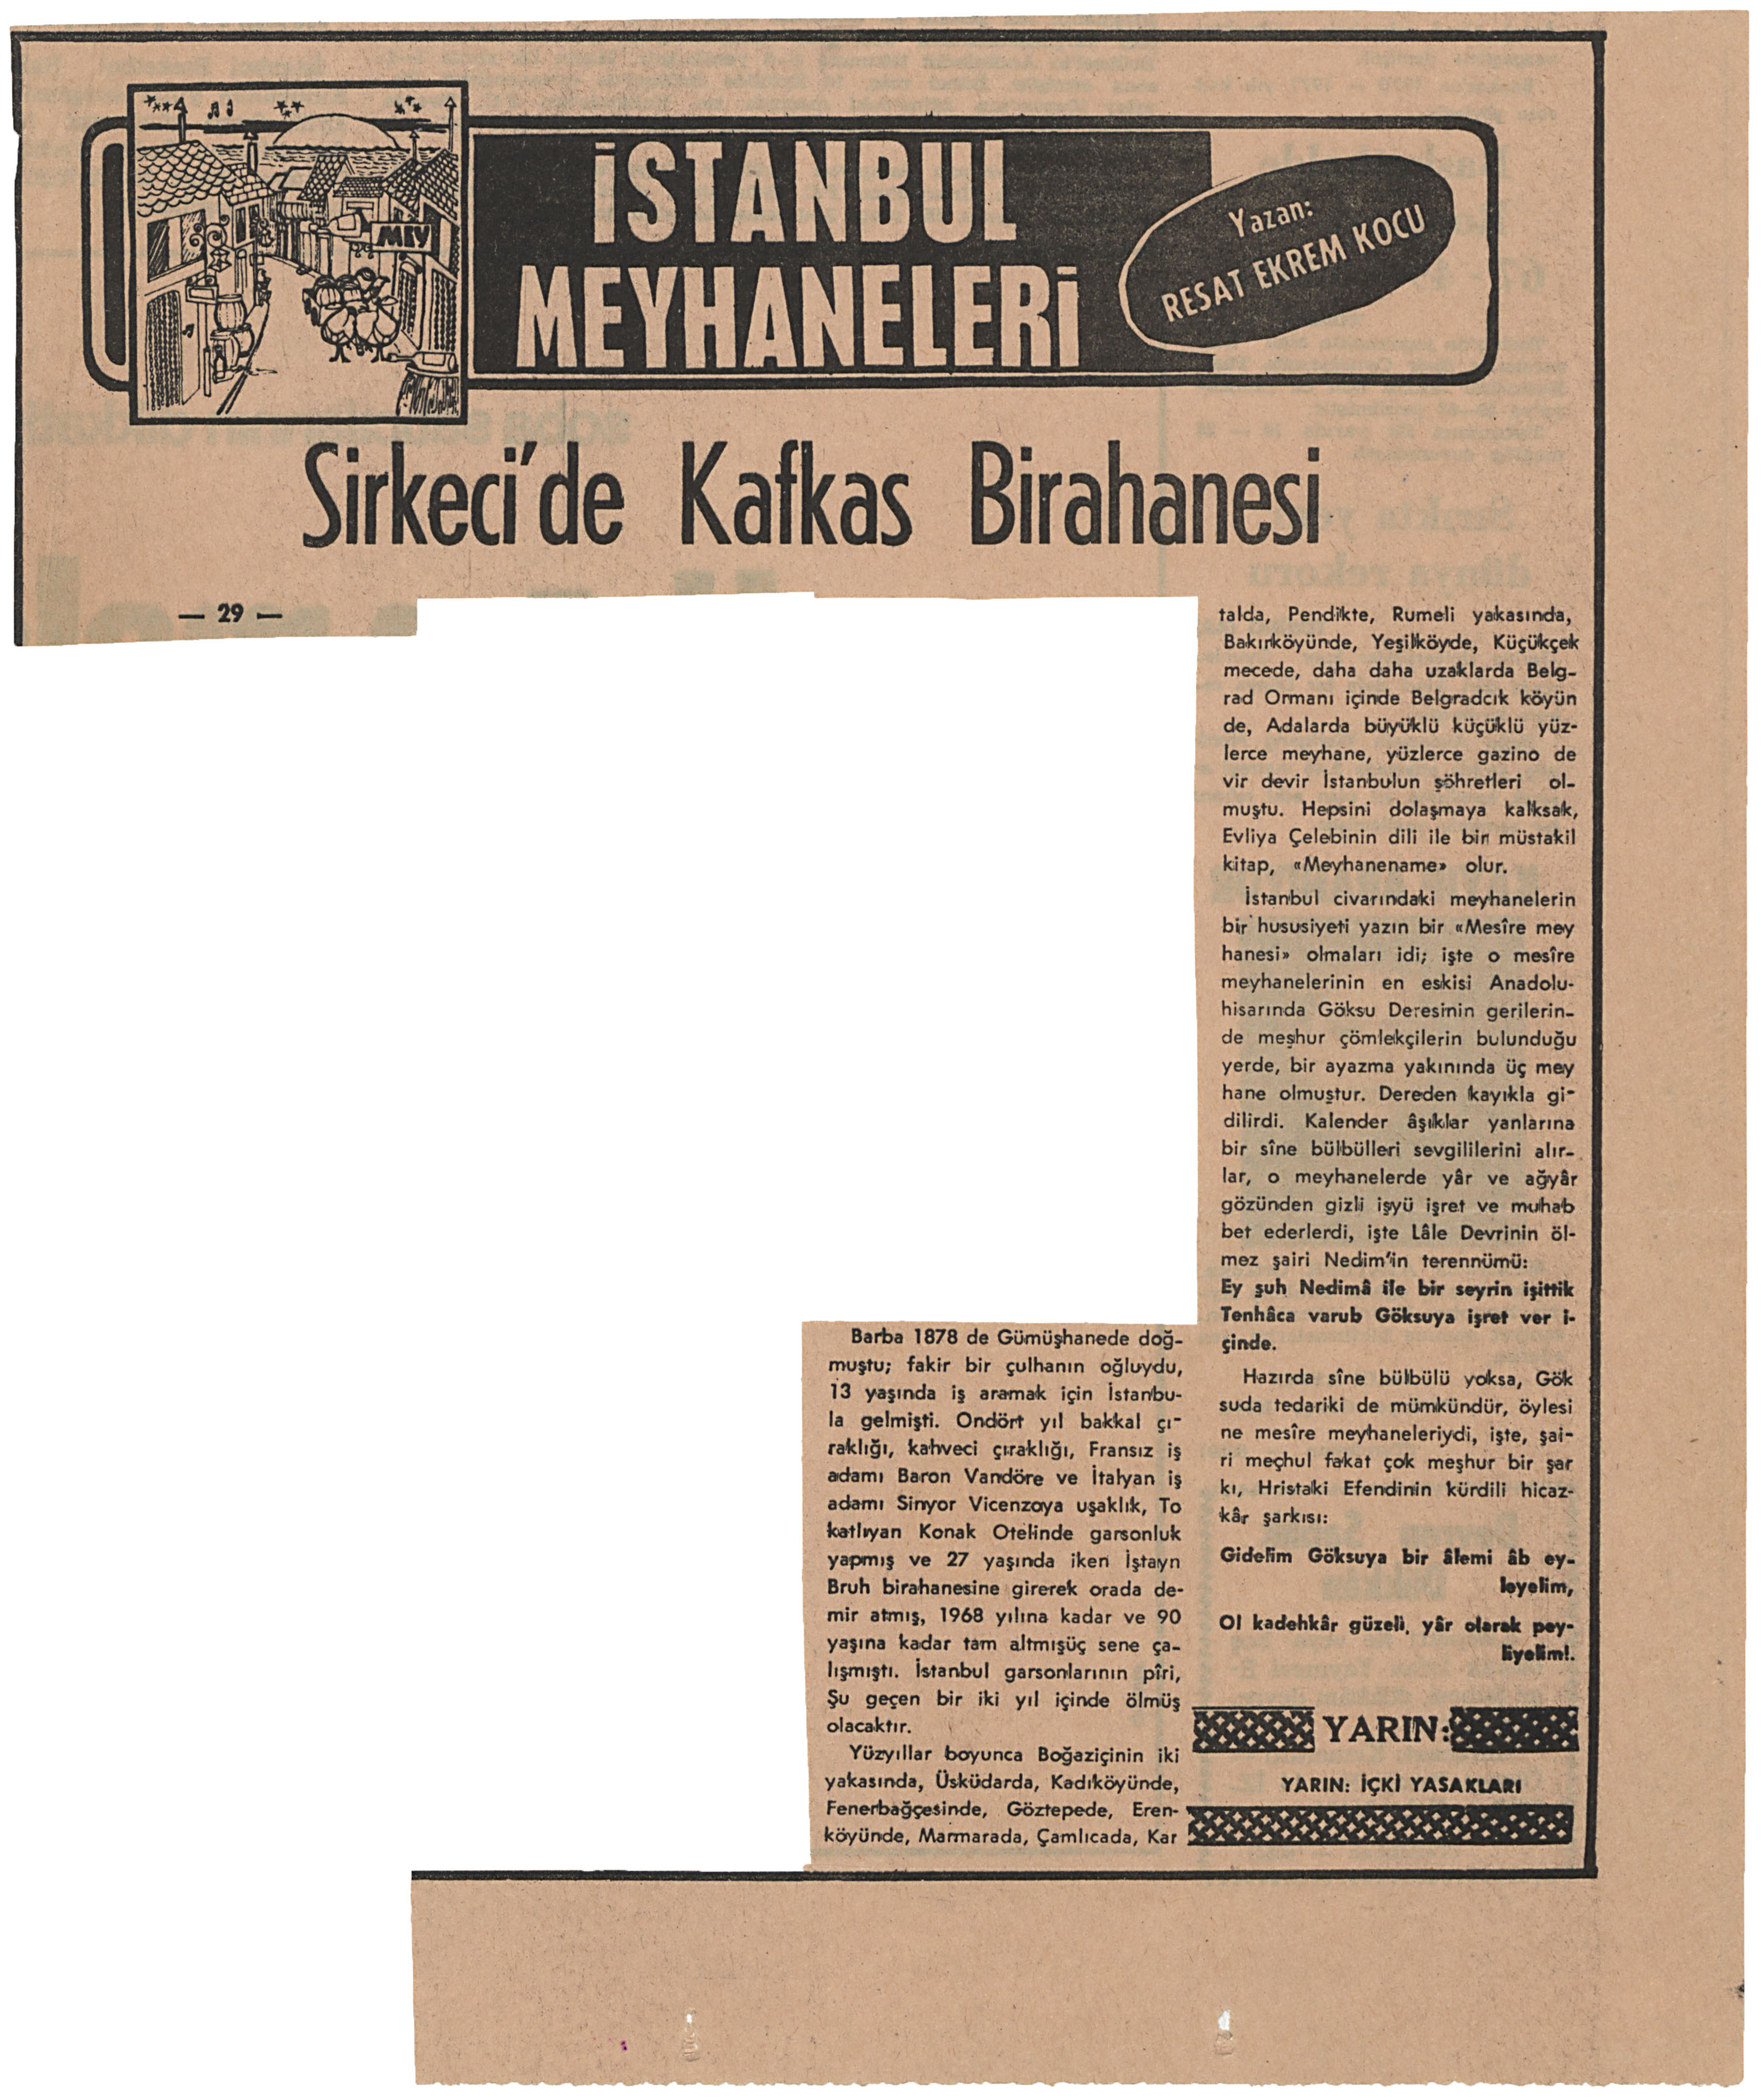 MEY
İSTANBUL
MEYHANELERİ
Yazan:
RESAT EKREM KOCU
Sirkeci'de Kafkas Birahanesi
— 29 —
Barba 1878 de Gümüşhanede doğ-
muştu; fakir bir çulhanın oğluydu,
13 yaşında iş aramak için İstanbu-
la gelmişti. Ondört yıl bakkal çı-
raklığı, kahveci çıraklığı, Fransız iş
adamı Baron Vandöre ve İtalyan iş
adamı Sinyor Vicenzaya uşaklık, To
katlıyan Konak Otelinde garsonluk
yapmış ve 27 yaşında iken İştayn
Bruh birahanesine girerek orada de-
mir atmış, 1968 yılına kadar ve 90
yaşına kadar tam altmışüç sene ça-
lışmıştı. İstanbul garsonlarının pîri,
Şu geçen bir iki yıl içinde ölmüş
olacaktır.
Yüzyıllar boyunca Boğaziçinin iki
yakasında, Üsküdarda, Kadıköyünde,
Fenerbağçesinde, Göztepede, Eren-
köyünde, Marmarada, Çamlıcada, Kar
talda, Pendikte, Rumeli yakasında,
Bakırköyünde, Yeşilköyde, Küçükçek
mecede, daha daha uzaklarda Belg-
rad Ormanı içinde Belgradcık köyün
de, Adalarda büyüklü küçüklü yüz-
lerce meyhane, yüzlerce gazino de
vir devir İstanbulun şöhretleri ol-
muştu. Hepsini dolaşmaya kalksak,
Evliya Çelebinin dili ile bir müstakil
kitap, «Meyhanename» olur.
İstanbul civarındaki meyhanelerin
bir hususiyeti yazın bir «Mesîre mey
hanesi» olmaları idi; işte o mesîre
meyhanelerinin en eskisi Anadolu-
hisarında Göksu Deresinin gerilerin-
de meşhur çömlekçilerin bulunduğu
yerde, bir ayazma yakınında üç mey
hane olmuştur. Dereden kayıkla gi-
dilirdi. Kalender âşıklar yanlarına
bir sîne bülbülleri sevgililerini alır-
lar, o meyhanelerde yâr ve ağyâr
gözünden gizli işyü işret ve muhab
bet ederlerdi, işte Lâle Devrinin öl-
mez şairi Nedim'in terennümü:
Ey şuh Nedimâ ile bir seyrin işittik
Tenhâca varub Göksuya işret ver i-
çinde.
Hazırda sîne bülbülü yoksa, Gök
suda tedariki de mümkündür, öylesi
ne mesîre meyhaneleriydi, işte, şai-
ri meçhul fakat çok meşhur bir şar
kı, Hristaki Efendinin kürdili hicaz-
kâr şarkısı:
Gidelim Göksuya bir âlemi âb ey-
leyelim,
Ol kadehkâr güzeli, yâr olarak pey-
liyelim!.
YARIN:
YARIN: İÇKİ YASAKLARI